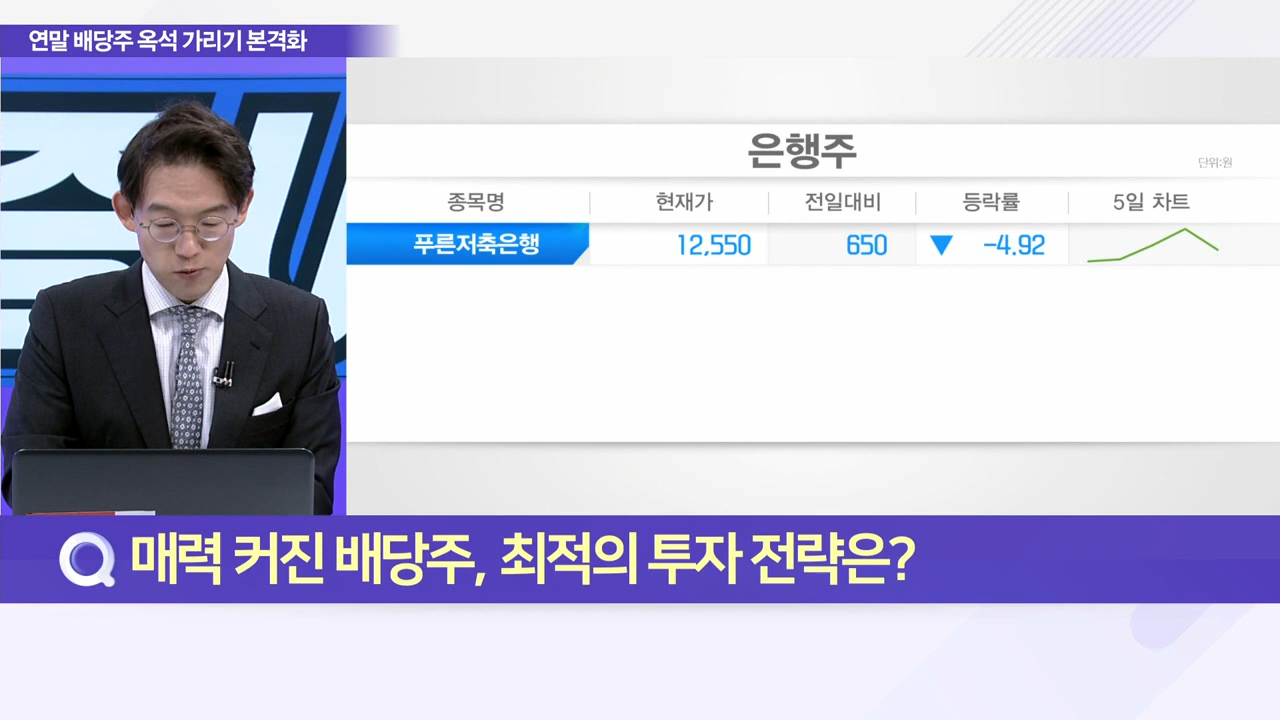 연말 배당주 옥석 가리기 본격화
은행주
단위:원
종목명 현재가 전일대비 등락률 5일 차트
푸른저축은행 12,550 650 ▼ -4.92
매력 커진 배당주, 최적의 투자 전략은?